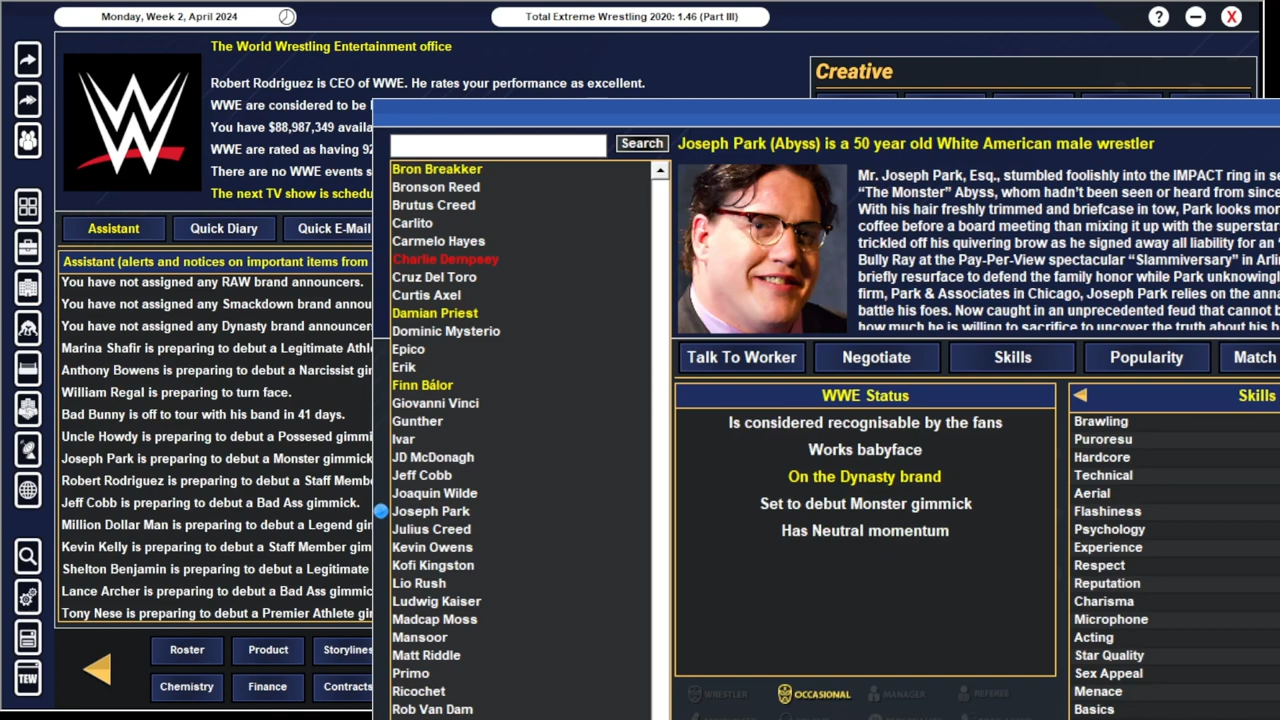 Monday, Week 2, April 2024
Total Extreme Wrestling 2020: 1.46 (Part III)
?
X
The World Wrestling Entertainment office
Robert Rodriguez is CEO of WWE. He rates your performance as excellent.
WWE are considered to be
You have $88,987,349
WWE are rated as having
There are no WWE events
The next TV show is
Creative
Assistant
Quick Diary
Quick E-Mail
Assistant (alerts and notices on important items from
You have not assigned any RAW brand announcers.
You have not assigned any Smackdown brand
You have not assigned any Dynasty brand
Marina Shafir is preparing to debut a Legitimate
Anthony Bowens is preparing to debut a Narcissist
William Regal is preparing to turn face.
Bad Bunny is off to tour with his band in 41 days.
Uncle Howdy is preparing to debut a Possesed
Joseph Park is preparing to debut a Monster gimmick
Robert Rodriguez is preparing to debut a Staff
Jeff Cobb is preparing to debut a Bad Ass gimmick.
Million Dollar Man is preparing to debut a Legend
Kevin Kelly is preparing to debut a Staff Member
Shelton Benjamin is preparing to debut a Legitimate
Lance Archer is preparing to debut a Bad Ass
Tony Nese is preparing to debut a Premier Athlete
Roster
Product
Storylines
Chemistry
Finance
Contracts
TEW
Search
Bron Breakker
Bronson Reed
Brutus Creed
Carlito
Carmelo Hayes
Charlie Dempsey
Cruz Del Toro
Curtis Axel
Damian Priest
Dominic Mysterio
Epico
Erik
Finn Bálor
Giovanni Vinci
Gunther
Ivar
JD McDonagh
Jeff Cobb
Joaquin Wilde
Joseph Park
Julius Creed
Kevin Owens
Kofi Kingston
Lio Rush
Ludwig Kaiser
Madcap Moss
Mansoor
Matt Riddle
Primo
Ricochet
Rob Van Dam
Joseph Park (Abyss) is a 50 year old White American male wrestler
Mr. Joseph Park, Esq., stumbled foolishly into the IMPACT ring in
“The Monster” Abyss, whom hadn't been seen or heard from since
With his hair freshly trimmed and briefcase in tow, Park looks
coffee before a board meeting than mixing it up with the
trickled off his quivering brow as he signed away all liability for an
Bully Ray at the Pay-Per-View spectacular “Slammiversary” in
briefly resurface to defend the family honor while Park
firm, Park & Associates in Chicago, Joseph Park relies on the
battle his foes. Now caught in an unprecedented feud that cannot
how much he is willing to sacrifice to uncover the truth about his
Talk To Worker
Negotiate
Skills
Popularity
Match
WWE Status
Is considered recognisable by the fans
Works babyface
On the Dynasty brand
Set to debut Monster gimmick
Has Neutral momentum
WRESTLER
OCCASIONAL
MANAGER
REFEREE
Skills
Brawling
Puroresu
Hardcore
Technical
Aerial
Flashiness
Psychology
Experience
Respect
Reputation
Charisma
Microphone
Acting
Star Quality
Sex Appeal
Menace
Basics